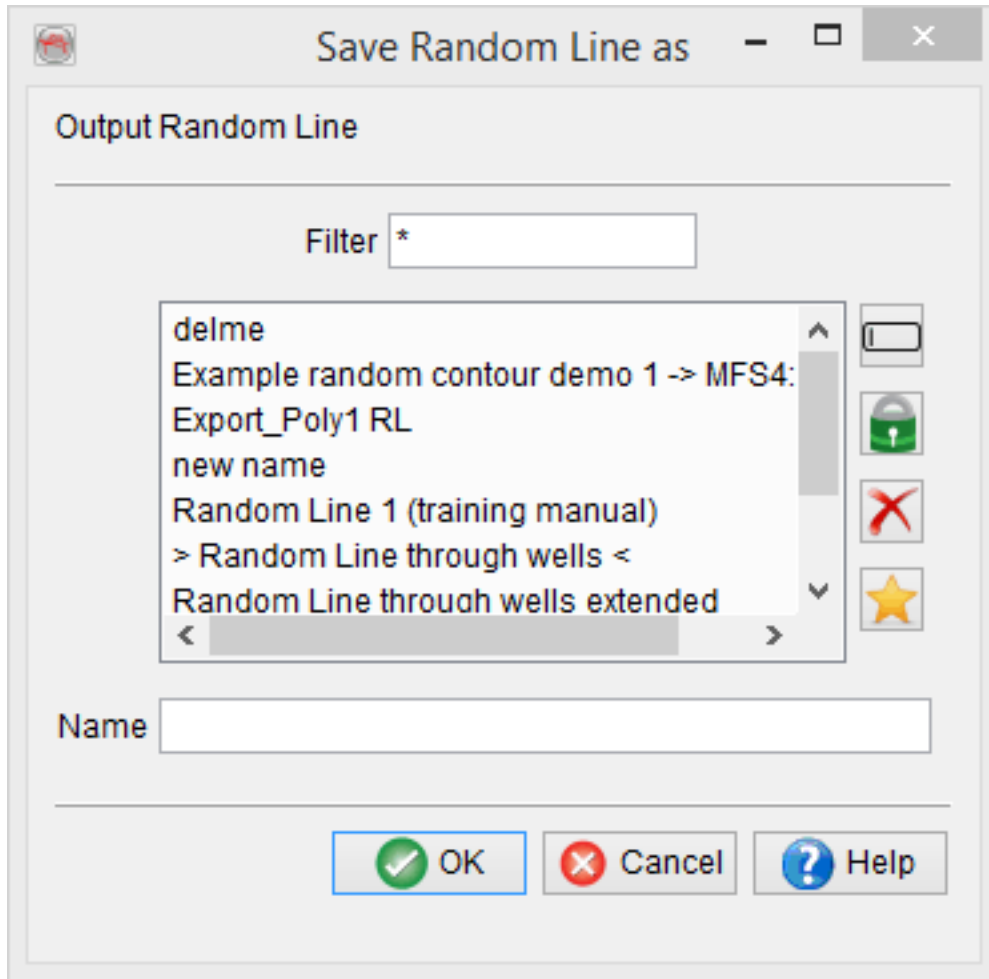 Save Random Line as
Output Random Line
Filter *
delme
Example random contour demo 1 -> MFS4:
Export_Poly1 RL
new name
Random Line 1 (training manual)
> Random Line through wells <
Random Line through wells extended
Name
OK Cancel Help